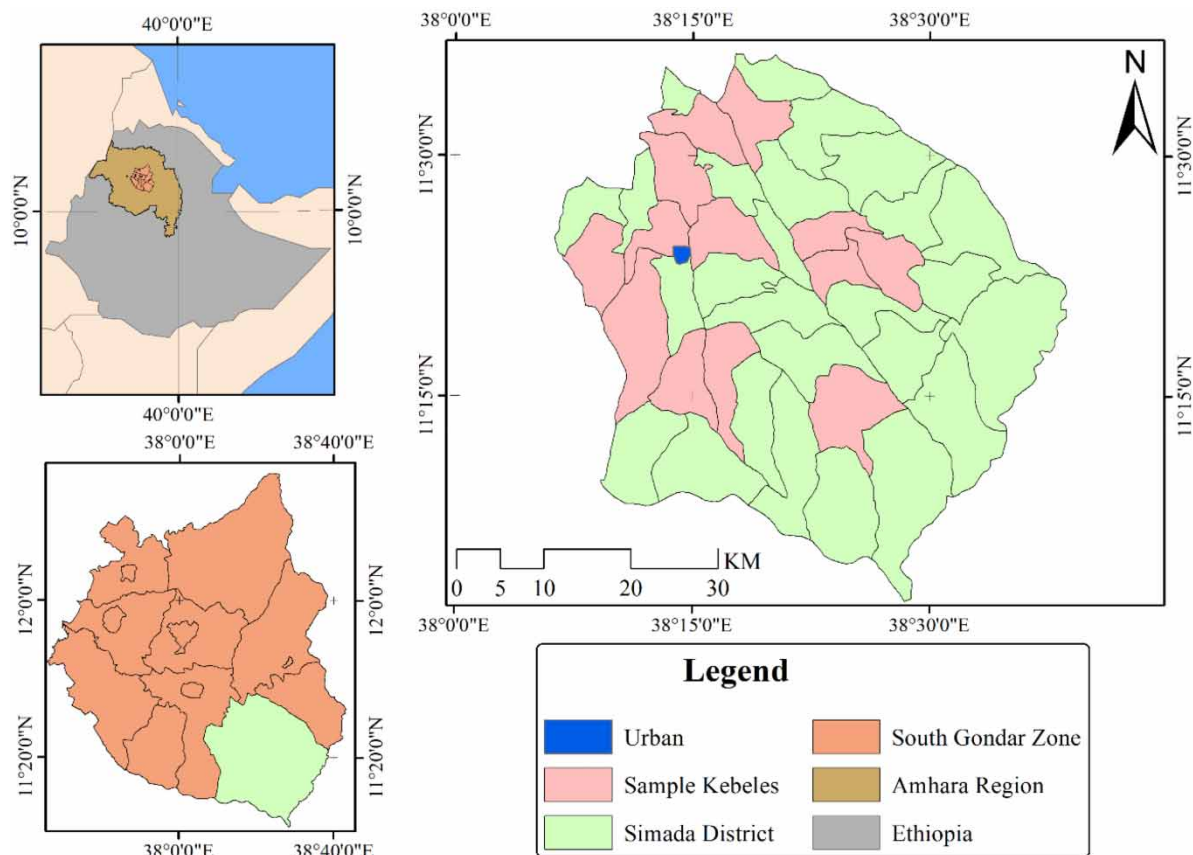 40°0'0"E
10°0'0"N
10°0'0"N
40°0'0"E
38°0'0"E 38°40'0"E
12°0'0"N
12°0'0"N
11°20'0"N
11°20'0"N
38°0'0"E 38°40'0"E
38°0'0"E 38°15'0"E 38°30'0"E
N
11°30'0"N
11°30'0"N
11°15'0"N
11°15'0"N
KM
0 5 10 20 30
38°0'0"E 38°15'0"E 38°30'0"E
Legend
Urban
Sample Kebeles
Simada District
South Gondar Zone
Amhara Region
Ethiopia